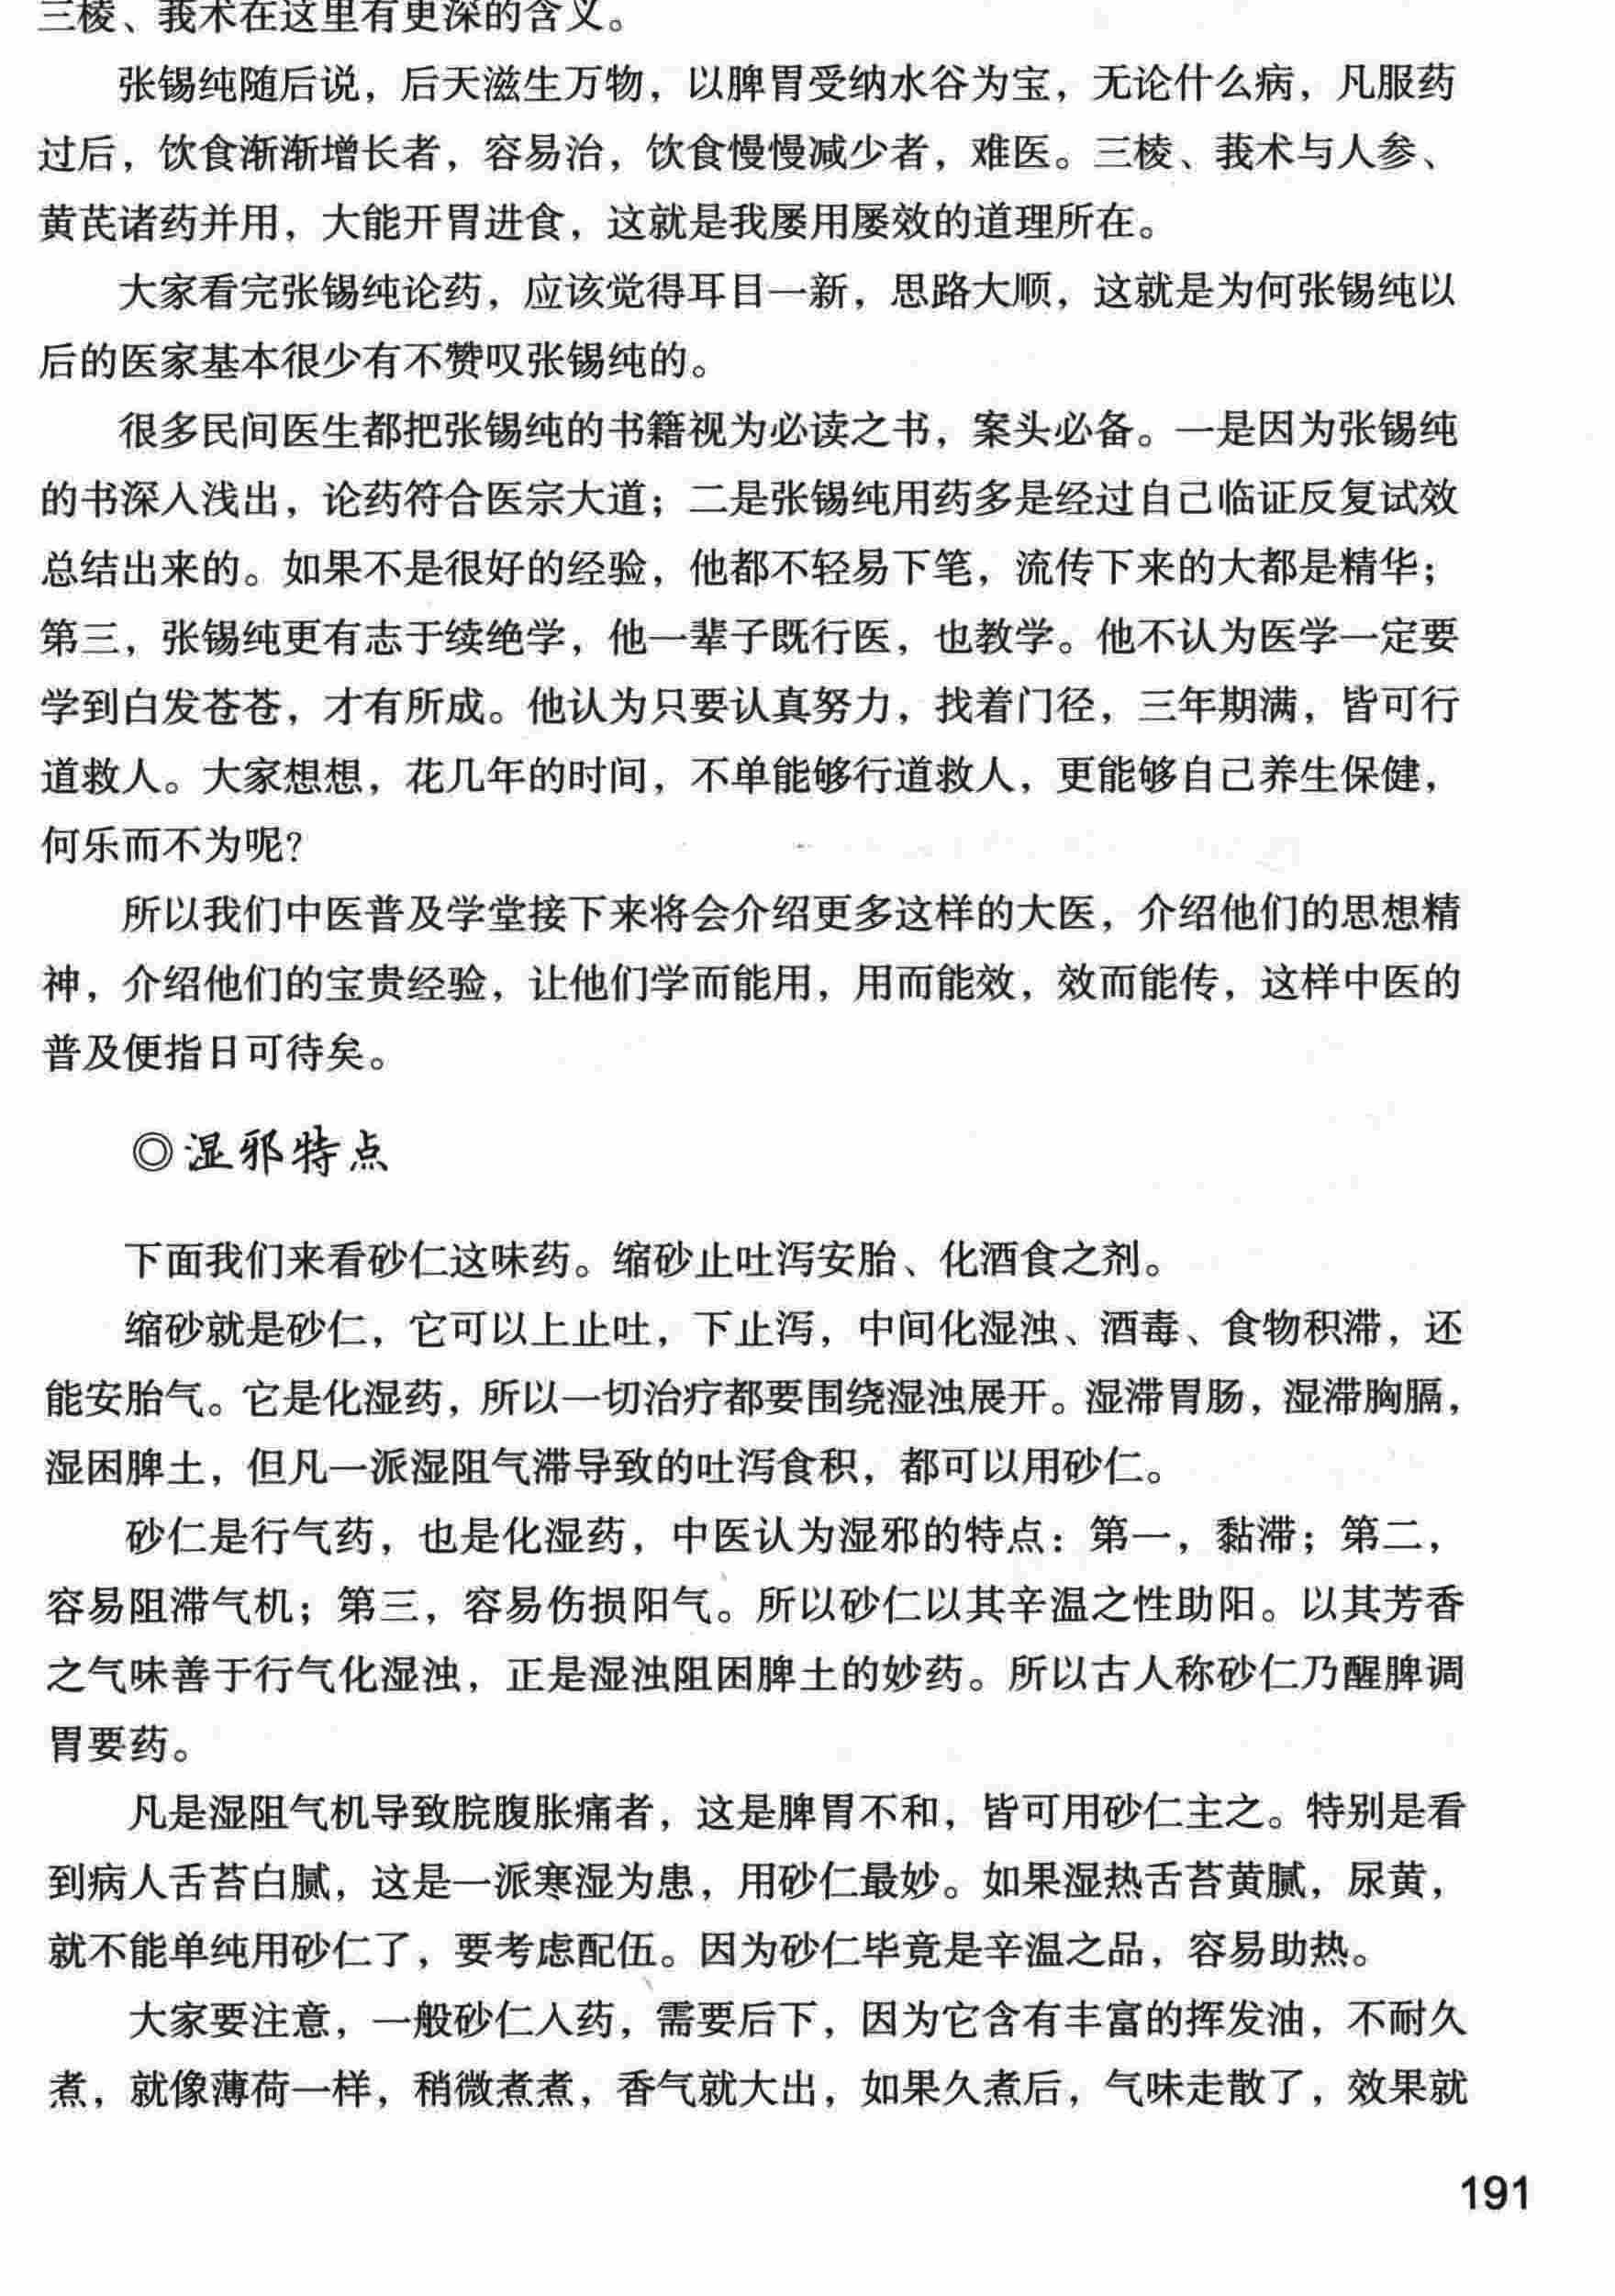 三棱、莪术在这里有更深的含义。
张锡纯随后说，后天滋生万物，以脾胃受纳水谷为宝，无论什么病，凡服药
过后，饮食渐渐增长者，容易治，饮食慢慢减少者，难医。三棱、莪术与人参、
黄芪诸药并用，大能开胃进食，这就是我屡用屡效的道理所在。
大家看完张锡纯论药，应该觉得耳目一新，思路大顺，这就是为何张锡纯以
后的医家基本很少有不赞叹张锡纯的。
很多民间医生都把张锡纯的书籍视为必读之书，案头必备。一是因为张锡纯
的书深入浅出，论药符合医宗大道；二是张锡纯用药多是经过自己临证反复试效
总结出来的。如果不是很好的经验，他都不轻易下笔，流传下来的大都是精华；
第三，张锡纯更有志于续绝学，他一辈子既行医，也教学。他不认为医学一定要
学到白发苍苍，才有所成。他认为只要认真努力，找着门径，三年期满，皆可行
道救人。大家想想，花几年的时间，不单能够行道救人，更能够自己养生保健，
何乐而不为呢？
所以我们中医普及学堂接下来将会介绍更多这样的大医，介绍他们的思想精
神，介绍他们的宝贵经验，让他们学而能用，用而能效，效而能传，这样中医的
普及便指日可待矣。
◎湿邪特点
下面我们来看砂仁这味药。缩砂止吐泻安胎、化酒食之剂。
缩砂就是砂仁，它可以上止吐，下止泻，中间化湿浊、酒毒、食物积滞，还
能安胎气。它是化湿药，所以一切治疗都要围绕湿浊展开。湿滞胃肠，湿滞胸膈，
湿困脾土，但凡一派湿阻气滞导致的吐泻食积，都可以用砂仁。
砂仁是行气药，也是化湿药，中医认为湿邪的特点：第一，黏滞；第二，
容易阻滞气机；第三，容易伤损阳气。所以砂仁以其辛温之性助阳。以其芳香
之气味善于行气化湿浊，正是湿浊阻困脾土的妙药。所以古人称砂仁乃醒脾调
胃要药。
凡是湿阻气机导致脘腹胀痛者，这是脾胃不和，皆可用砂仁主之。特别是看
到病人舌苔白腻，这是一派寒湿为患，用砂仁最妙。如果湿热舌苔黄腻，尿黄，
就不能单纯用砂仁了，要考虑配伍。因为砂仁毕竟是辛温之品，容易助热。
大家要注意，一般砂仁入药，需要后下，因为它含有丰富的挥发油，不耐久
煮，就像薄荷一样，稍微煮煮，香气就大出，如果久煮后，气味走散了，效果就
191